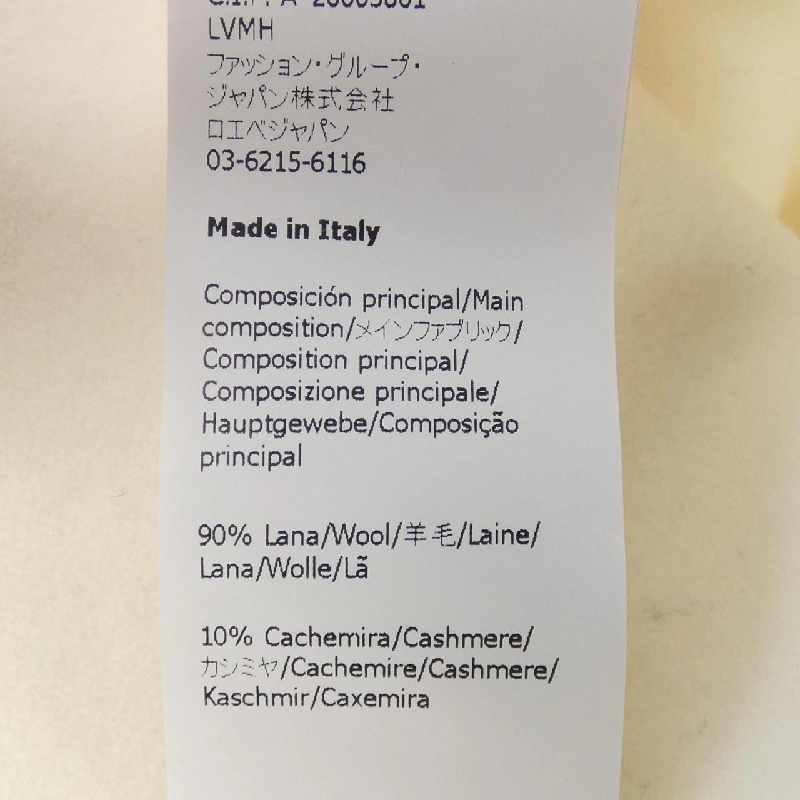 LVMH
ファッション・グループ・
ジャパン株式会社
ロエベジャパン
03-6215-6116
Made in Italy
Composición principal/Main
composition/メインファブリック/
Composition principal/
Composizione principale/
Hauptgewebe/Composição
principal
90% Lana/Wool/羊毛/Laine/
Lana/Wolle/Lã
10% Cachemira/Cashmere/
カシミヤ/Cachemire/Cashmere/
Kaschmir/Caxemira